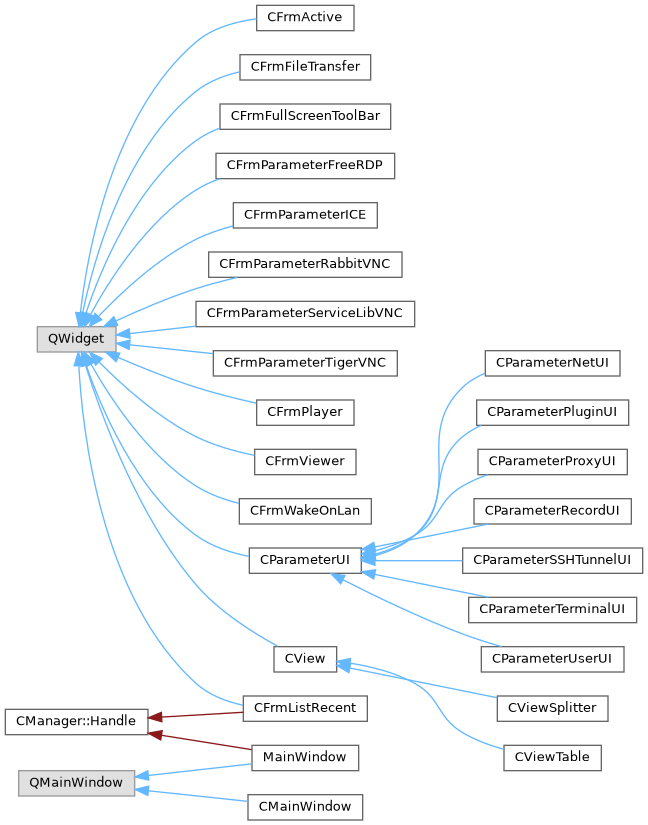 CFrmActive
CFrmFileTransfer
CFrmFullScreenToolBar
CFrmParameterFreeRDP
CFrmParameterICE
CFrmParameterRabbitVNC
CFrmParameterServiceLibVNC
QWidget
CFrmParameterTigerVNC
CParameterNetUI
CFrmPlayer
CParameterPluginUI
CFrmViewer
CParameterProxyUI
CFrmWakeOnLan
CParameterRecordUI
CParameterUI
CParameterSSHTunnelUI
CParameterTerminalUI
CView
CParameterUserUI
CFrmListRecent
CViewSplitter
CManager::Handle
MainWindow
CViewTable
QMainWindow
CMainWindow